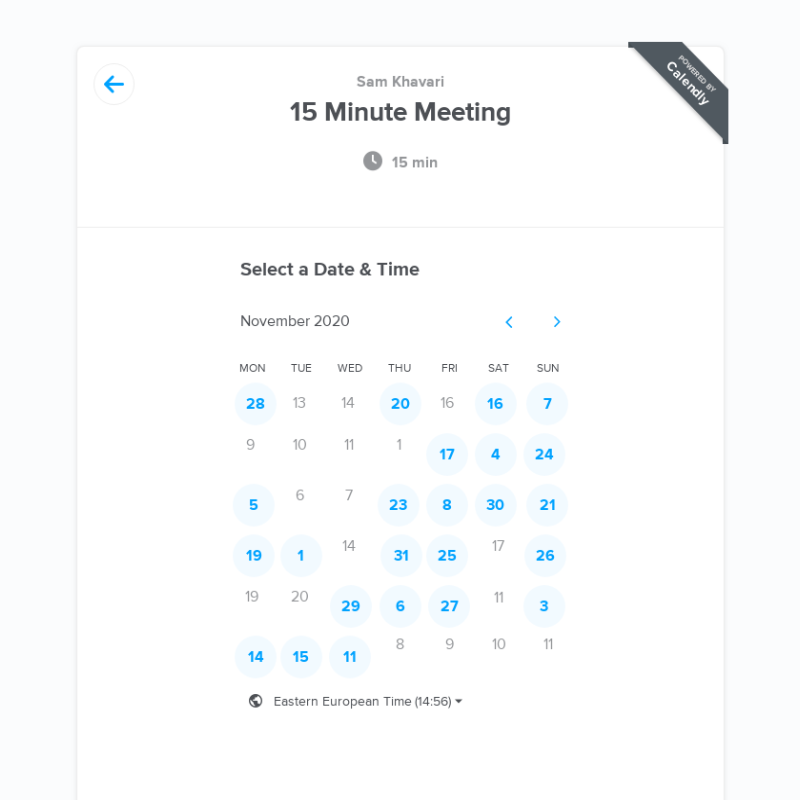 POWERED BY
Calendly
Sam Khavari
15 Minute Meeting
15 min
Select a Date & Time
November 2020
MON TUE WED THU FRI SAT SUN
28 13 14 20 16 16 7
9 10 11 1 17 4 24
5 6 7 23 8 30 21
19 1 14 31 25 17 26
19 20 29 6 27 11 3
14 15 11 8 9 10 11
Eastern European Time (14:56)